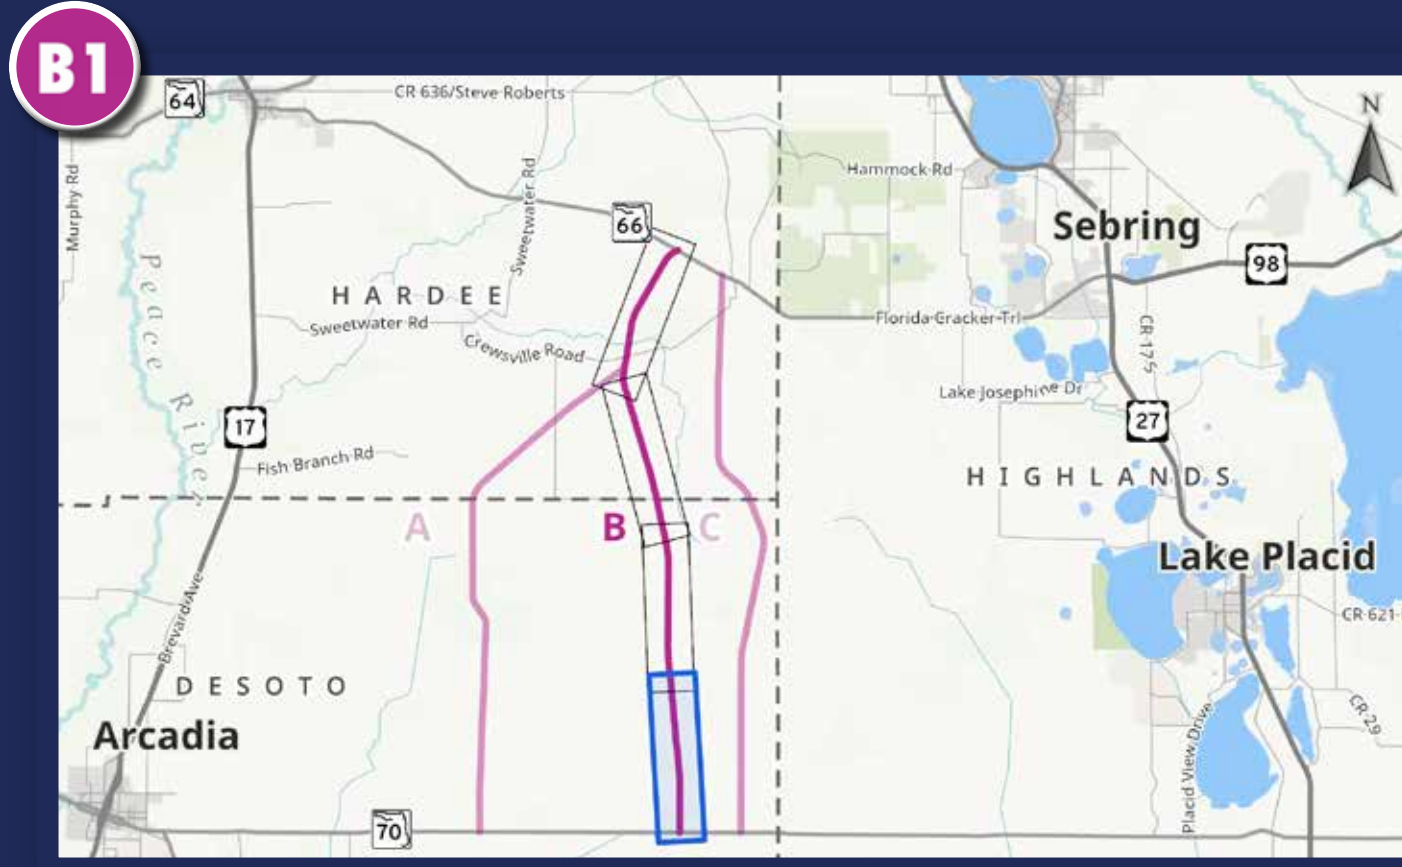 B1
64
CR 636/Steve Roberts
N
Murphy Rd
Hammock Rd
Sweetwater Rd
66
Sebring
98
Peace River
HARDEE
Sweetwater Rd
Florida Cracker Trl
CR 17S
Crewsville Road
Lake Josephine Dr
17
27
Fish Branch Rd
HIGHLANDS
A
B
C
Lake Placid
Brevard Ave
CR 621
DESOTO
Arcadia
Placid View Drive
CR 29
70